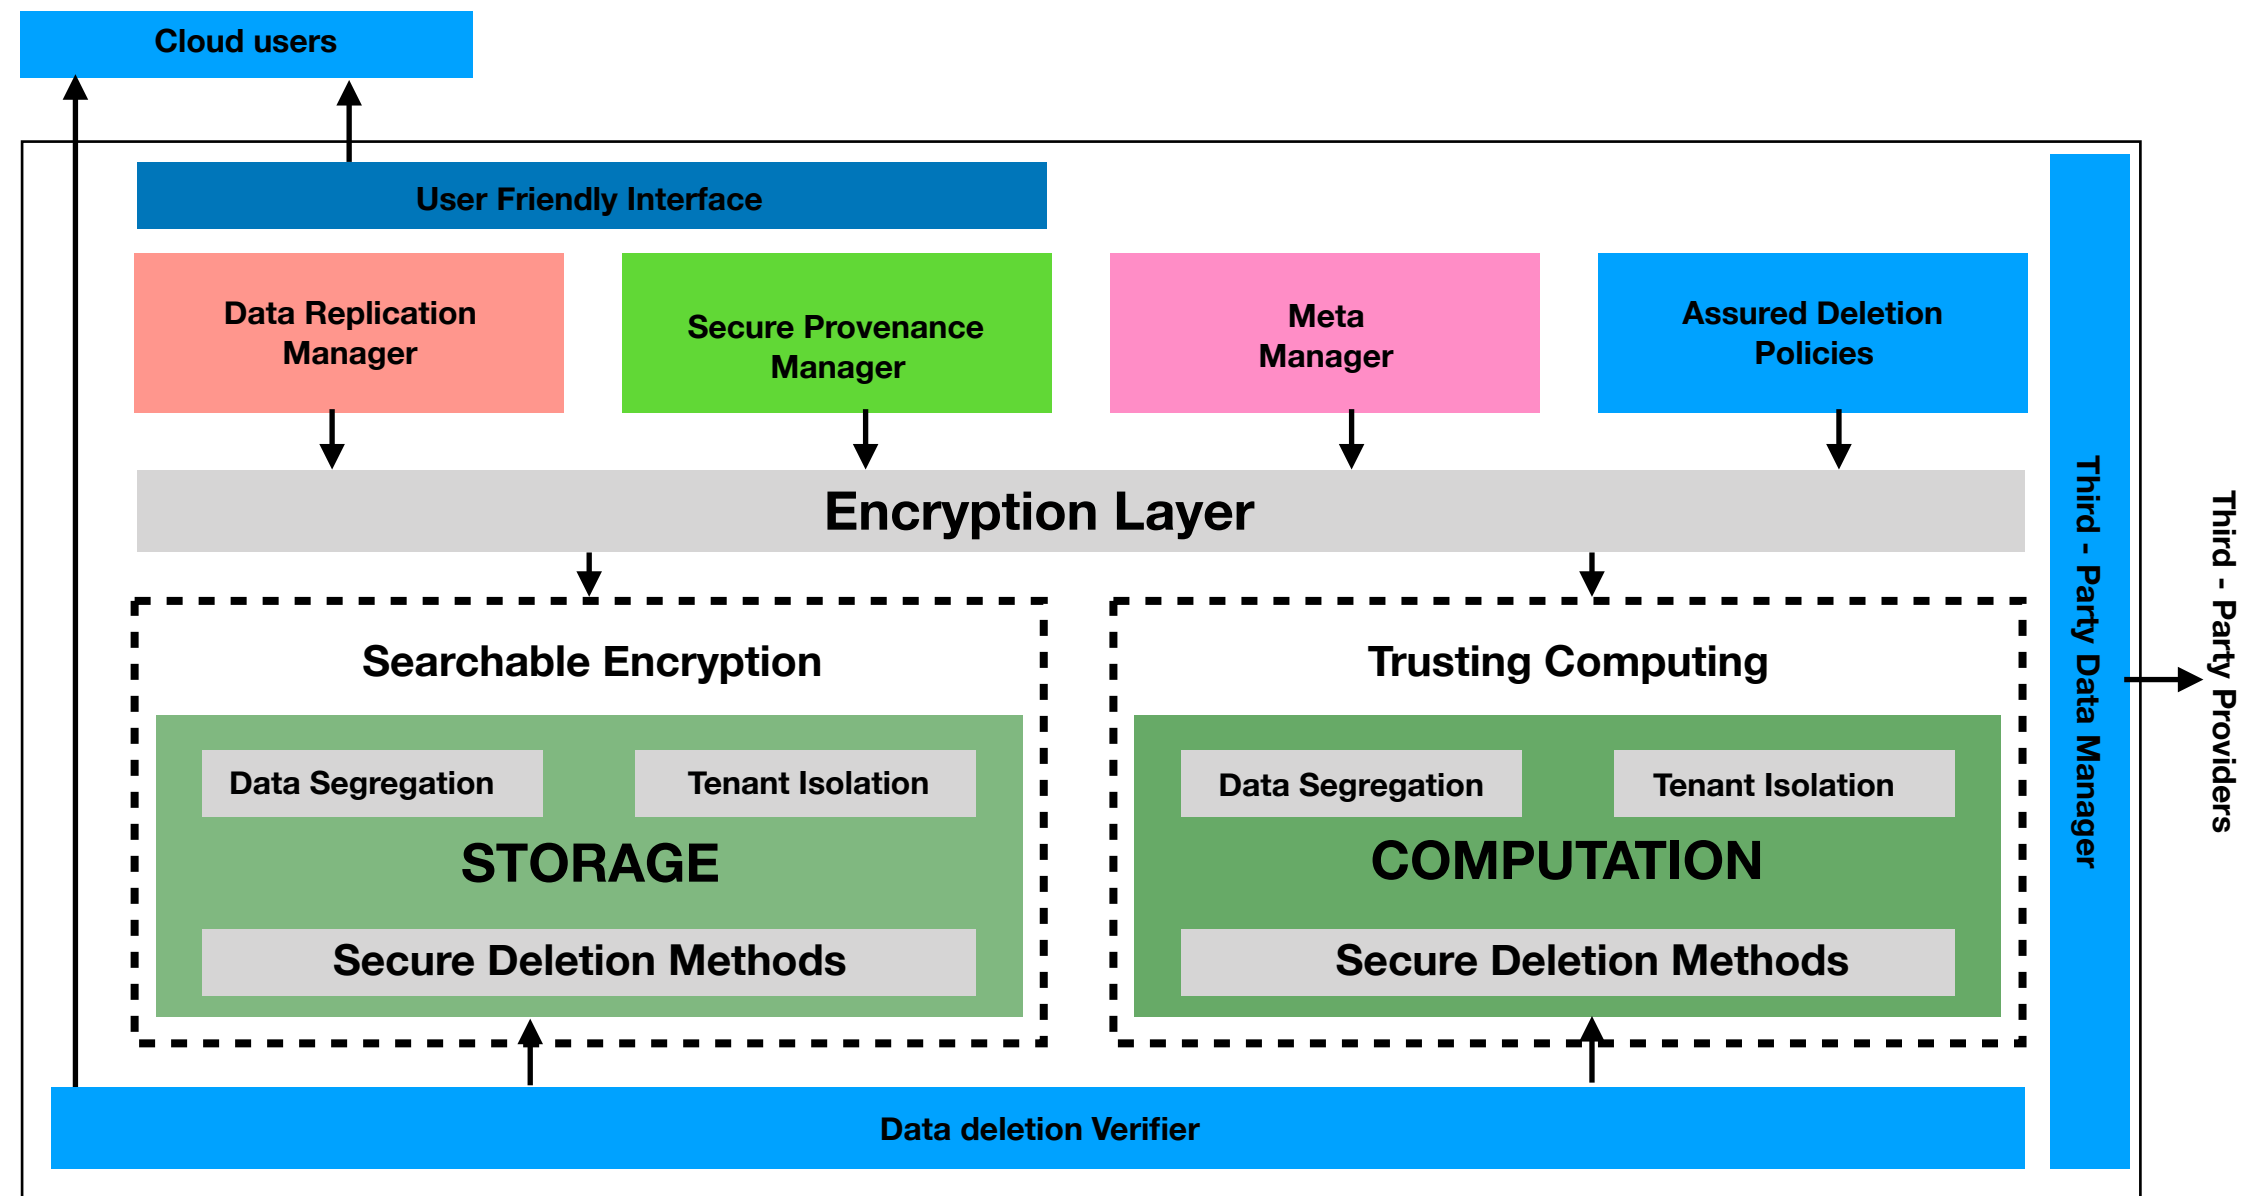 Cloud users
User Friendly Interface
Data Replication
Manager
Secure Provenance
Manager
Meta
Manager
Assured Deletion
Policies
Encryption Layer
Searchable Encryption
Data Segregation
Tenant Isolation
STORAGE
Secure Deletion Methods
Trusting Computing
Data Segregation
Tenant Isolation
COMPUTATION
Secure Deletion Methods
Data deletion Verifier
Third - Party Data Manager
Third - Party Providers